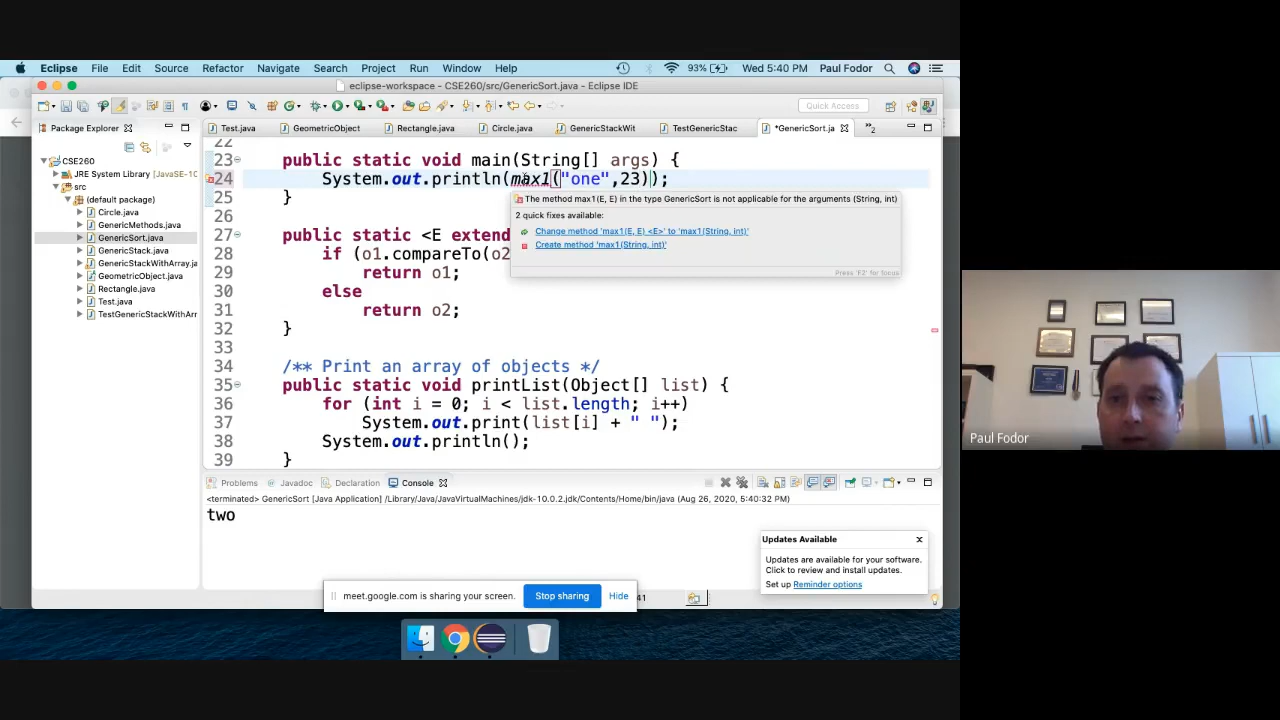 Eclipse File Edit Source Refactor Navigate Search Project Run Window Help 93% Wed 5:40 PM Paul Fodor
eclipse-workspace - CSE260/src/GenericSort.java - Eclipse IDE
Quick Access
Package Explorer
Test.java GeometricObject Rectangle.java Circle.java GenericStackWit TestGenericStac *GenericSort.ja 2
CSE260
JRE System Library [JavaSE-1
src
(default package)
Circle.java
GenericMethods.java
GenericSort.java
GenericStack.java
GenericStackWithArray.j
GeometricObject.java
Rectangle.java
Test.java
TestGenericStackWithArr
22
23 public static void main(String[] args) {
24 System.out.println(max1("one",23));
25 }
26
27 public static <E extend
28 if (o1.compareTo(o2
29 return o1;
30 else
31 return o2;
32 }
33
34 /** Print an array of objects */
35 public static void printList(Object[] list) {
36 for (int i = 0; i < list.length; i++)
37 System.out.print(list[i] + " ");
38 System.out.println();
39 }
The method max1(E, E) in the type GenericSort is not applicable for the arguments (String, int)
2 quick fixes available:
Change method 'max1(E, E) <E>' to 'max1(String, int)'
Create method 'max1(String, int)'
Press 'F2' for focus
Problems Javadoc Declaration Console
<terminated> GenericSort [Java Application] /Library/Java/JavaVirtualMachines/jdk-10.0.2.jdk/Contents/Home/bin/java (Aug 26, 2020, 5:40:32 PM)
two
Updates Available
Updates are available for your software.
Click to review and install updates.
Set up Reminder options
meet.google.com is sharing your screen. Stop sharing Hide
41
Paul Fodor